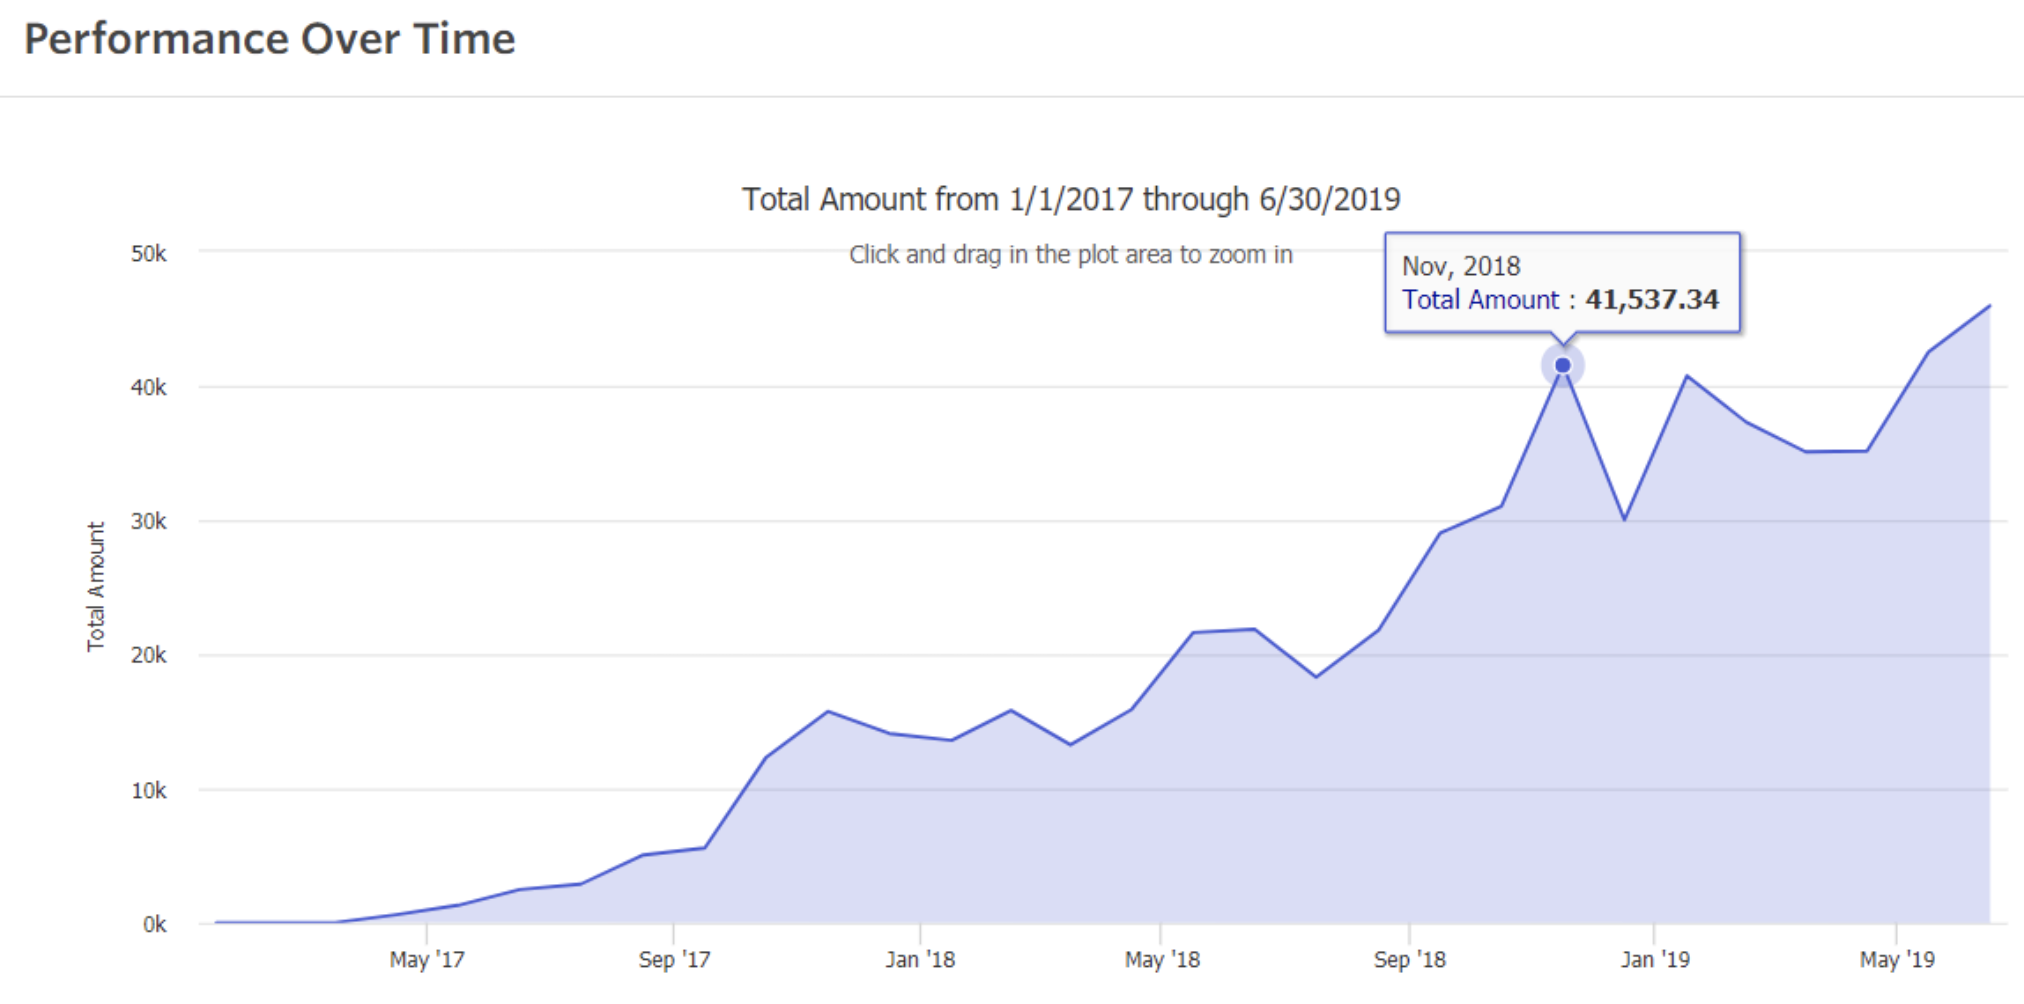 Performance Over Time
Total Amount from 1/1/2017 through 6/30/2019
Click and drag in the plot area to zoom in
Nov, 2018
Total Amount : 41,537.34
50k
40k
30k
20k
10k
0k
Total Amount
May '17
Sep '17
Jan '18
May '18
Sep '18
Jan '19
May '19